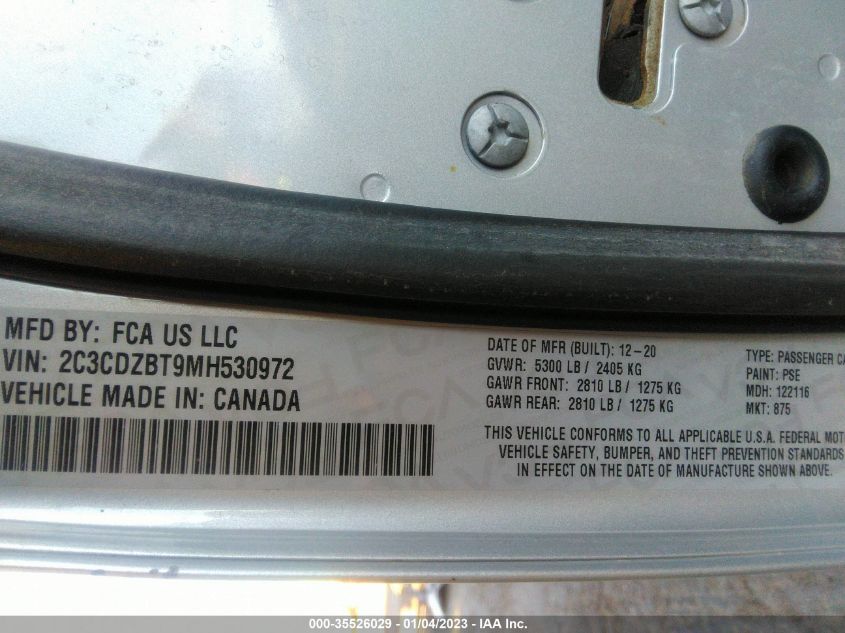 MFD BY: FCA US LLC
VIN: 2C3CDZBT9MH530972
VEHICLE MADE IN: CANADA
DATE OF MFR (BUILT): 12-20
GVWR: 5300 LB / 2405 KG
GAWR FRONT: 2810 LB / 1275 KG
GAWR REAR: 2810 LB / 1275 KG
TYPE: PASSENGER CA
PAINT: PSE
MDH: 122116
MKT: 875
THIS VEHICLE CONFORMS TO ALL APPLICABLE U.S.A. FEDERAL MOT
VEHICLE SAFETY, BUMPER, AND THEFT PREVENTION STANDARDS
IN EFFECT ON THE DATE OF MANUFACTURE SHOWN ABOVE.
000-35526029 - 01/04/2023 - © IAA Inc.